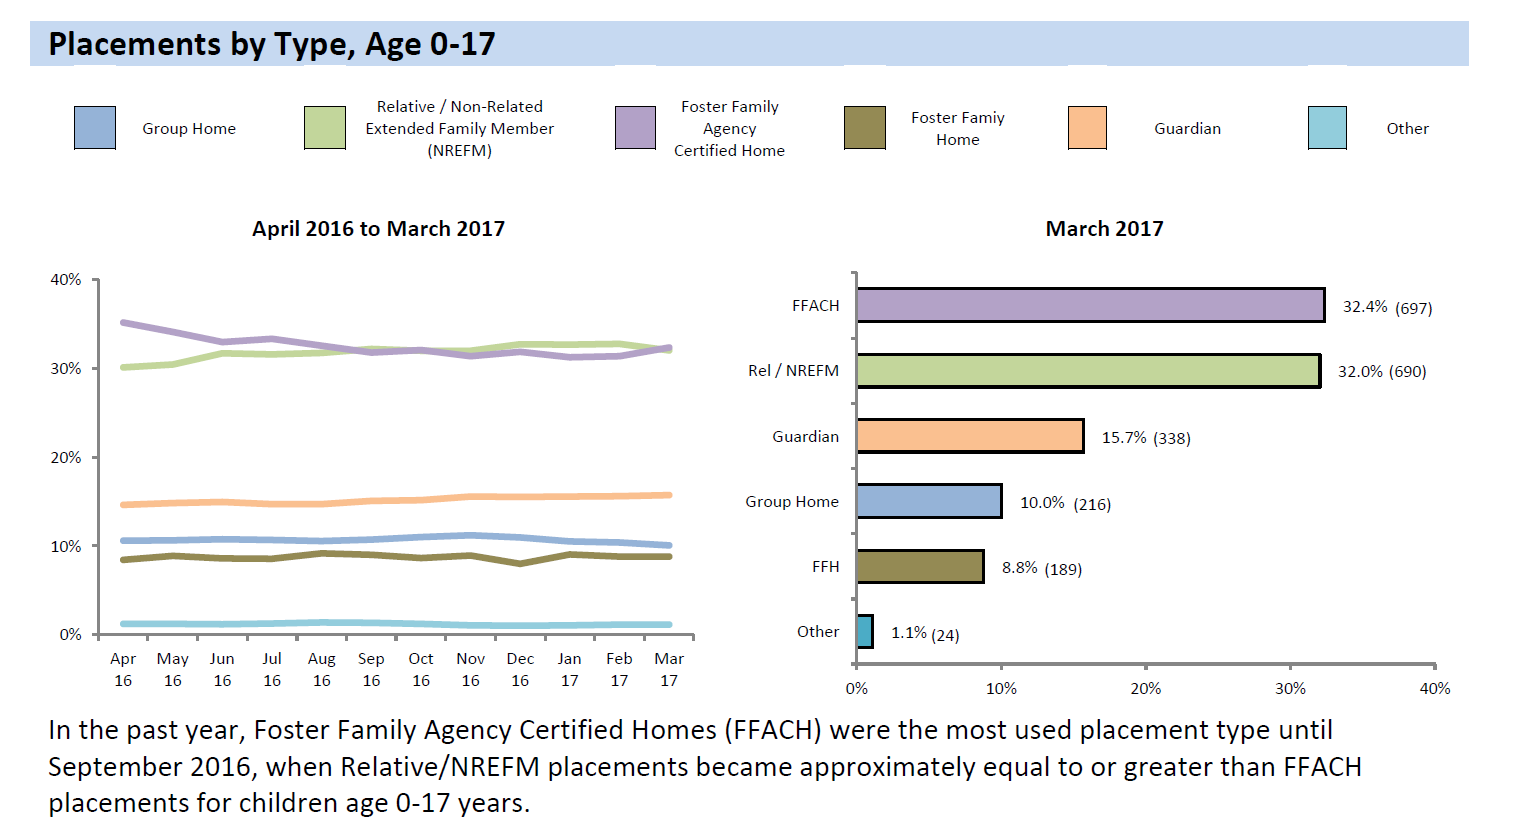 Placements by Type, Age 0-17
Group Home
Relative / Non-Related
Extended Family Member
(NREFM)
Foster Family
Agency
Certified Home
Foster Famiy
Home
Guardian
Other
April 2016 to March 2017
40%
30%
20%
10%
0%
Apr 16
May 16
Jun 16
Jul 16
Aug 16
Sep 16
Oct 16
Nov 16
Dec 16
Jan 17
Feb 17
Mar 17
March 2017
FFACH 32.4% (697)
Rel / NREFM 32.0% (690)
Guardian 15.7% (338)
Group Home 10.0% (216)
FFH 8.8% (189)
Other 1.1% (24)
0% 10% 20% 30% 40%
In the past year, Foster Family Agency Certified Homes (FFACH) were the most used placement type until
September 2016, when Relative/NREFM placements became approximately equal to or greater than FFACH
placements for children age 0-17 years.